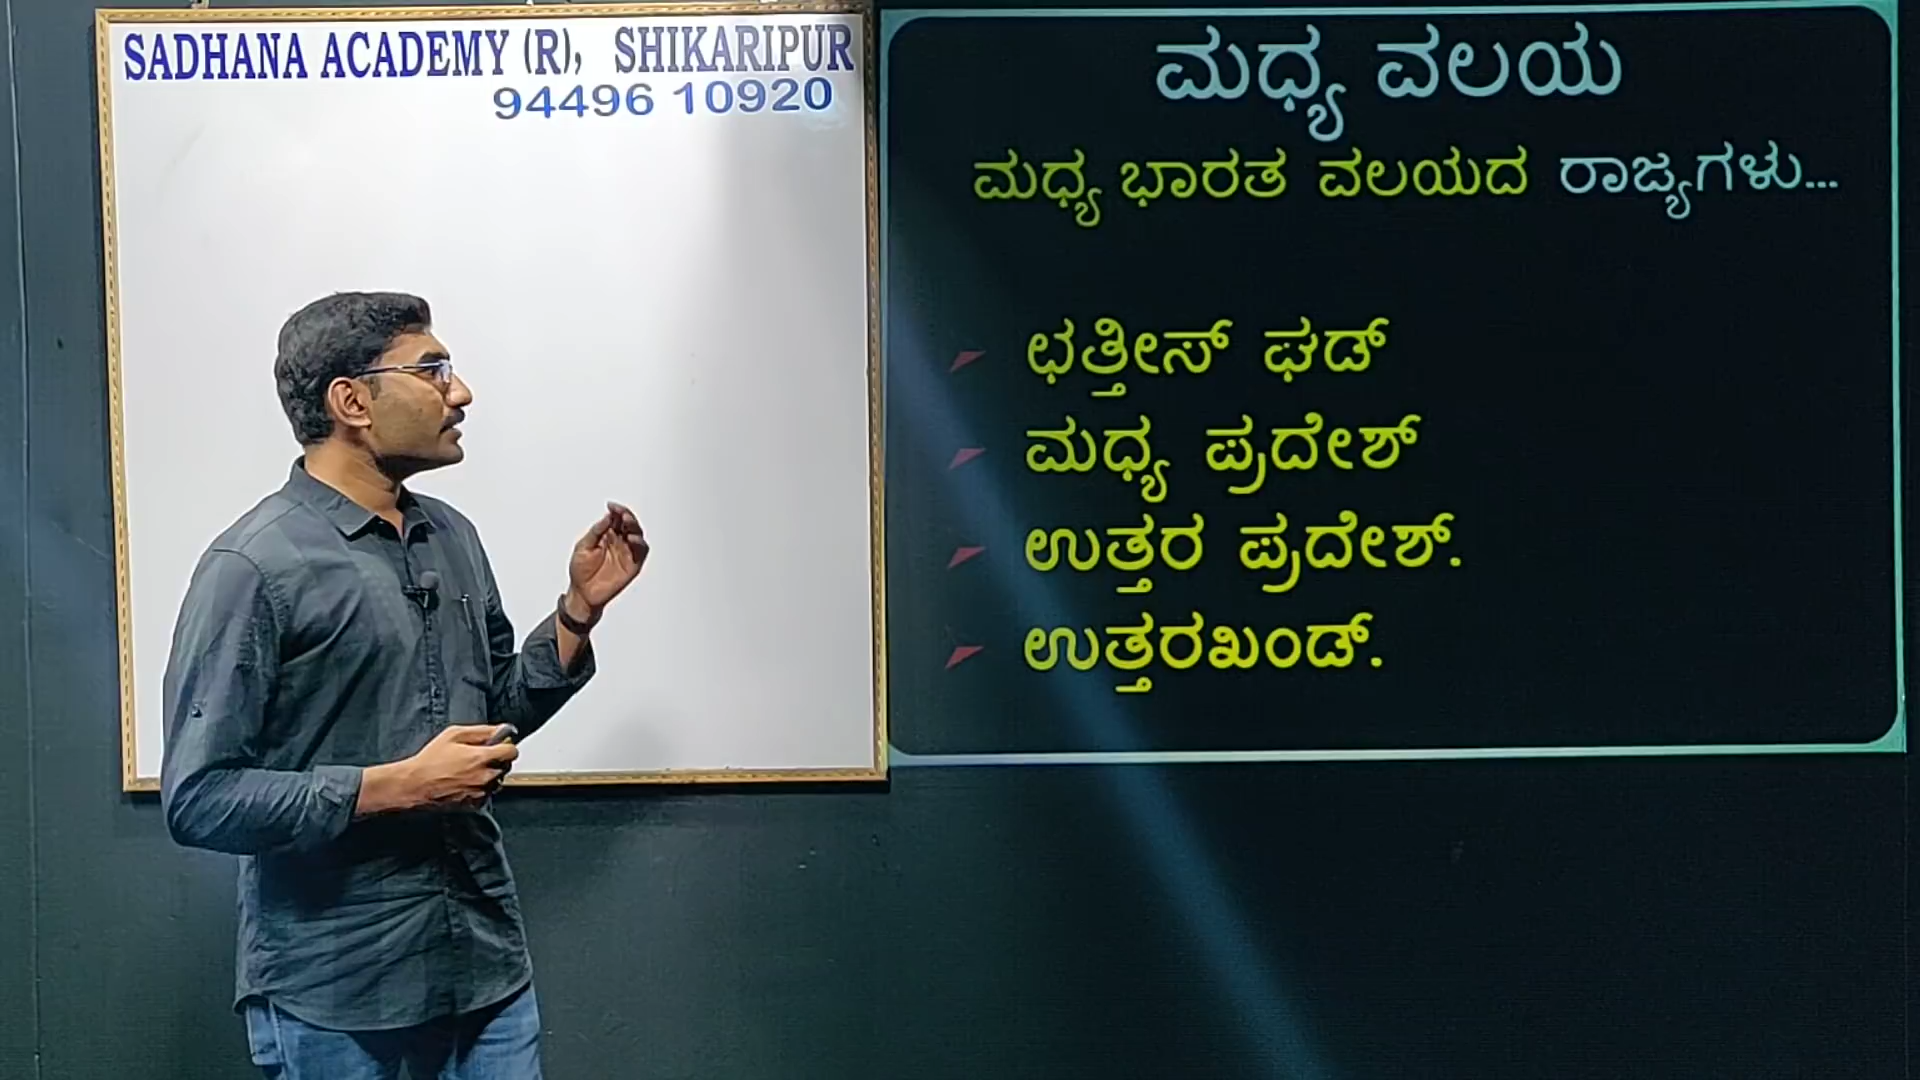 SADHANA ACADEMY (R), SHIKARIPUR
94496 10920
ಮಧ್ಯ ವಲಯ
ಮಧ್ಯ ಭಾರತ ವಲಯದ ರಾಜ್ಯಗಳು...
ಛತ್ತೀಸ್ ಘಡ್
ಮಧ್ಯ ಪ್ರದೇಶ್
ಉತ್ತರ ಪ್ರದೇಶ್.
ಉತ್ತರಖಂಡ್.